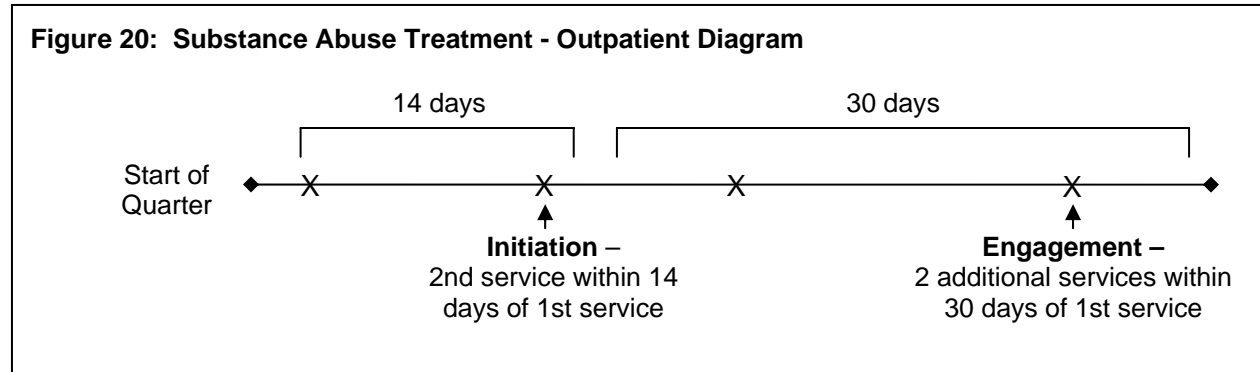 Figure 20:  Substance Abuse Treatment - Outpatient Diagram
14 days
30 days
Start of
Quarter
X
X
X
X
Initiation –
2nd service within 14
days of 1st service
Engagement –
2 additional services within
30 days of 1st service